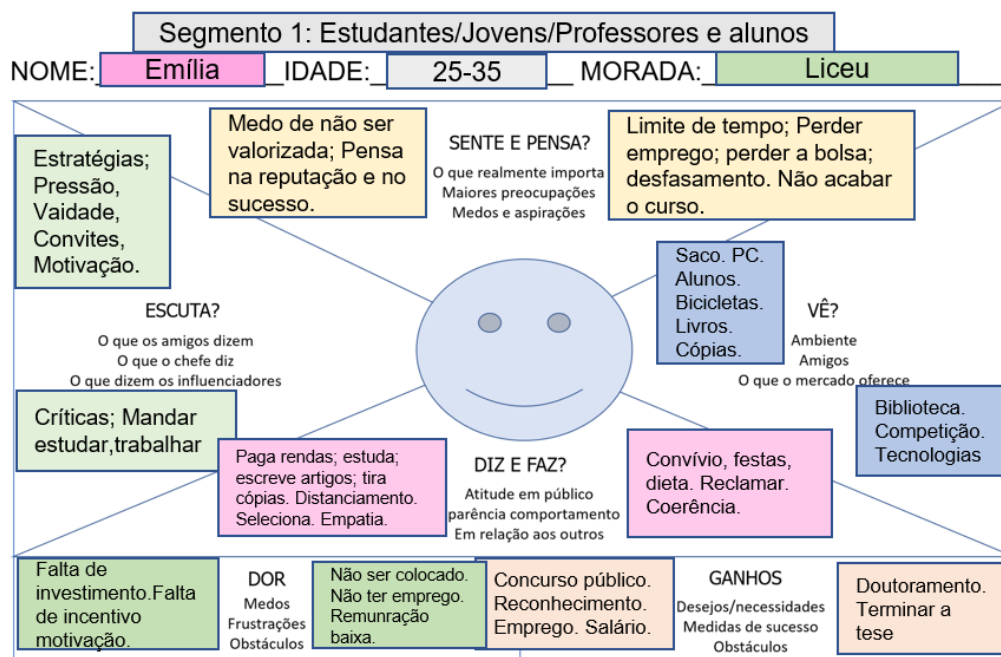 Segmento 1: Estudantes/Jovens/Professores e alunos
NOME: Emília IDADE: 25-35 MORADA: Liceu
Estratégias;
Pressão,
Vaidade,
Convites,
Motivação.
Medo de não ser
valorizada; Pensa
na reputação e no
sucesso.
SENTE E PENSA?
O que realmente importa
Maiores preocupações
Medos e aspirações
Limite de tempo; Perder
emprego; perder a bolsa;
desfasamento. Não acabar
o curso.
ESCUTA?
O que os amigos dizem
O que o chefe diz
O que dizem os influenciadores
Críticas; Mandar
estudar,trabalhar
Saco. PC.
Alunos.
Bicicletas.
Livros.
Cópias.
VÊ?
Ambiente
Amigos
O que o mercado oferece
Biblioteca.
Competição.
Tecnologias
Paga rendas; estuda;
escreve artigos; tira
cópias. Distanciamento.
Seleciona. Empatia.
DIZ E FAZ?
Atitude em público
parência comportamento
Em relação aos outros
Convívio, festas,
dieta. Reclamar.
Coerência.
Falta de
investimento.Falta
de incentivo
motivação.
DOR
Medos
Frustrações
Obstáculos
Não ser colocado.
Não ter emprego.
Remunração
baixa.
Concurso público.
Reconhecimento.
Emprego. Salário.
GANHOS
Desejos/necessidades
Medidas de sucesso
Obstáculos
Doutoramento.
Terminar a
tese